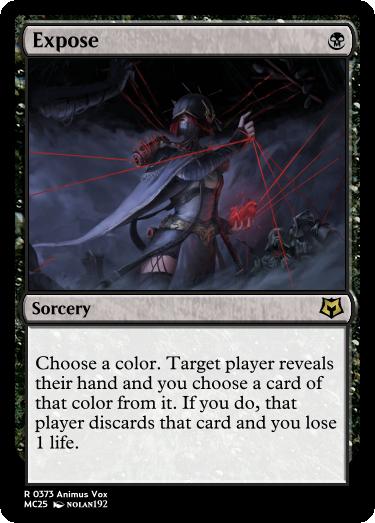 Expose
Sorcery
Choose a color. Target player reveals
their hand and you choose a card of
that color from it. If you do, that
player discards that card and you lose
1 life.
R 0373 Animus Vox
MC25 NOLAN192